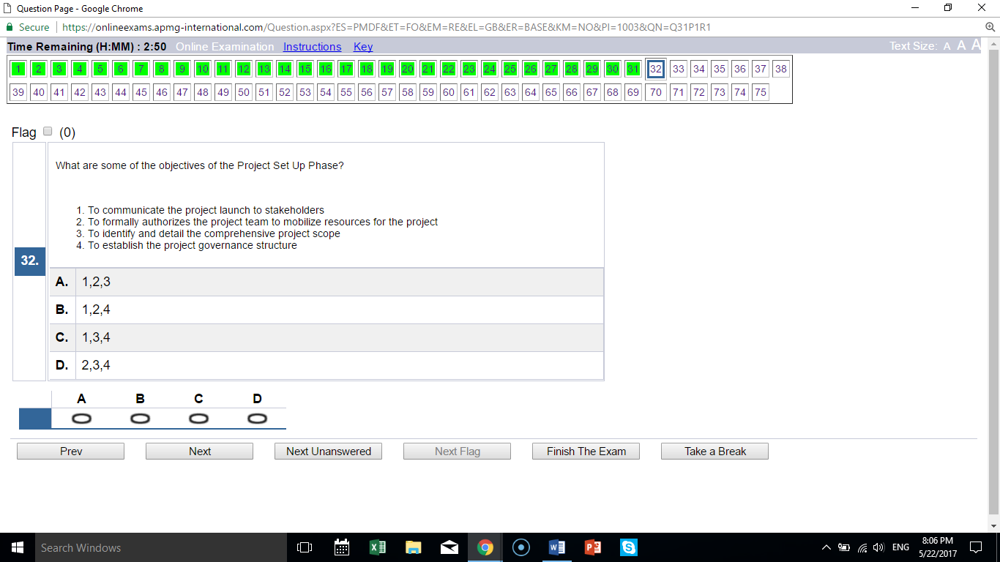 Question Page - Google Chrome
Secure | https://onlineexams.apmg-international.com/Question.aspx?ES=PMDF&ET=FO&EM=RE&EL=GB&ER=BASE&KM=NO&PI=1003&QN=Q31P1R1
Time Remaining (H:MM) : 2:50 Online Examination Instructions Key Text Size: A A A
1 2 3 4 5 6 7 8 9 10 11 12 13 14 15 16 17 18 19 20 21 22 23 24 25 26 27 28 29 30 31 32 33 34 35 36 37 38
39 40 41 42 43 44 45 46 47 48 49 50 51 52 53 54 55 56 57 58 59 60 61 62 63 64 65 66 67 68 69 70 71 72 73 74 75
Flag (0)
What are some of the objectives of the Project Set Up Phase?
1. To communicate the project launch to stakeholders
2. To formally authorizes the project team to mobilize resources for the project
3. To identify and detail the comprehensive project scope
4. To establish the project governance structure
32.
A. 1,2,3
B. 1,2,4
C. 1,3,4
D. 2,3,4
A B C D
Prev Next Next Unanswered Next Flag Finish The Exam Take a Break
Search Windows
ENG
8:06 PM
5/22/2017